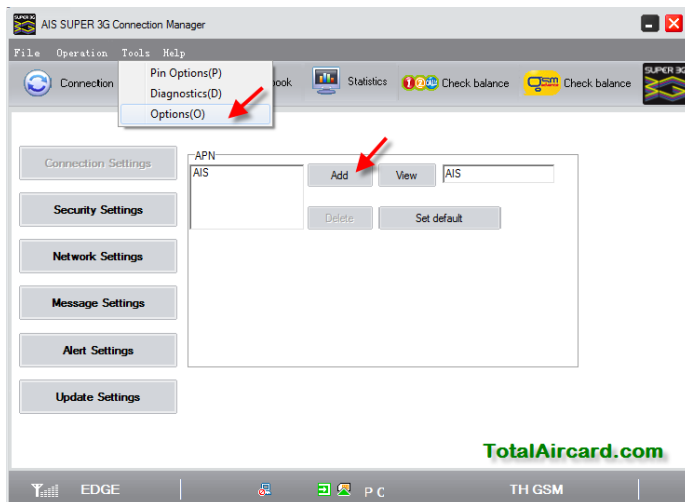 AIS SUPER 3G Connection Manager
File Operation Tools Help
Pin Options(P)
Diagnostics(D)
Options(O)
Connection
Statistics
Check balance
Check balance
SUPER 3G
Connection Settings
Security Settings
Network Settings
Message Settings
Alert Settings
Update Settings
APN
AIS
Add
View
AIS
Delete
Set default
TotalAircard.com
EDGE
P C
TH GSM